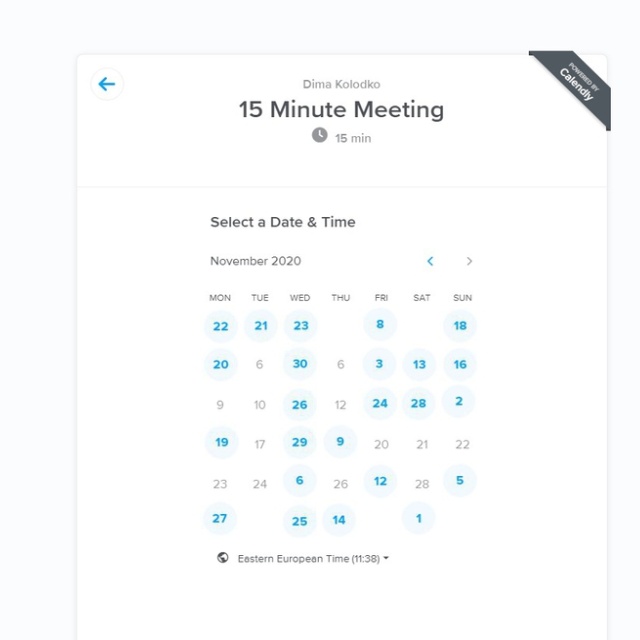 POWERED BY
Calendly
Dima Kolodko
15 Minute Meeting
15 min
Select a Date & Time
November 2020
MON TUE WED THU FRI SAT SUN
22 21 23 8 18
20 6 30 6 3 13 16
9 10 26 12 24 28 2
19 17 29 9 20 21 22
23 24 6 26 12 28 5
27 25 14 1
Eastern European Time (11:38)